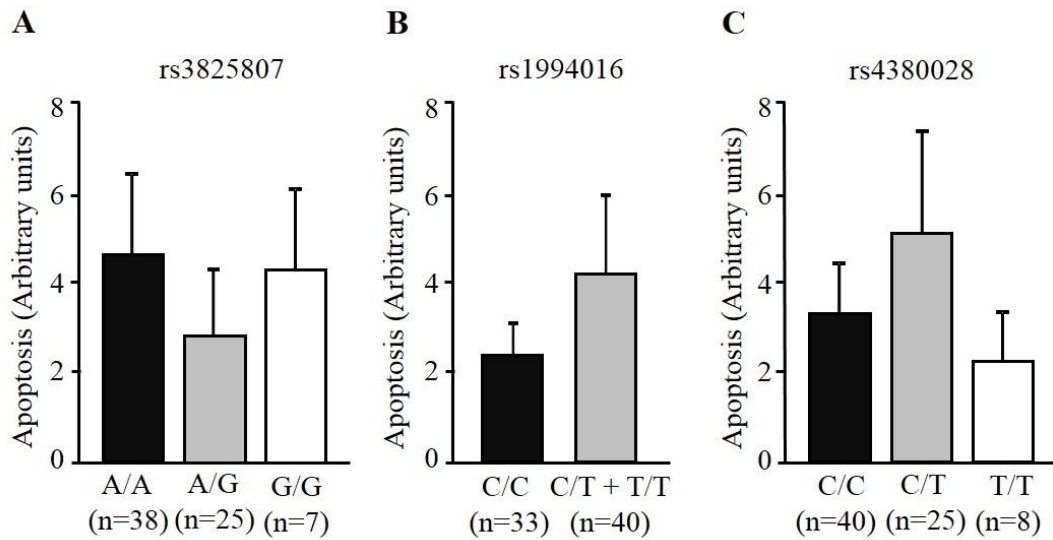 A
rs3825807
Apoptosis (Arbitrary units)
8
6
4
2
0
A/A
A/G
G/G
(n=38)
(n=25)
(n=7)
B
rs1994016
Apoptosis (Arbitrary units)
8
6
4
2
0
C/C
C/T + T/T
(n=33)
(n=40)
C
rs4380028
Apoptosis (Arbitrary units)
8
6
4
2
0
C/C
C/T
T/T
(n=40)
(n=25)
(n=8)